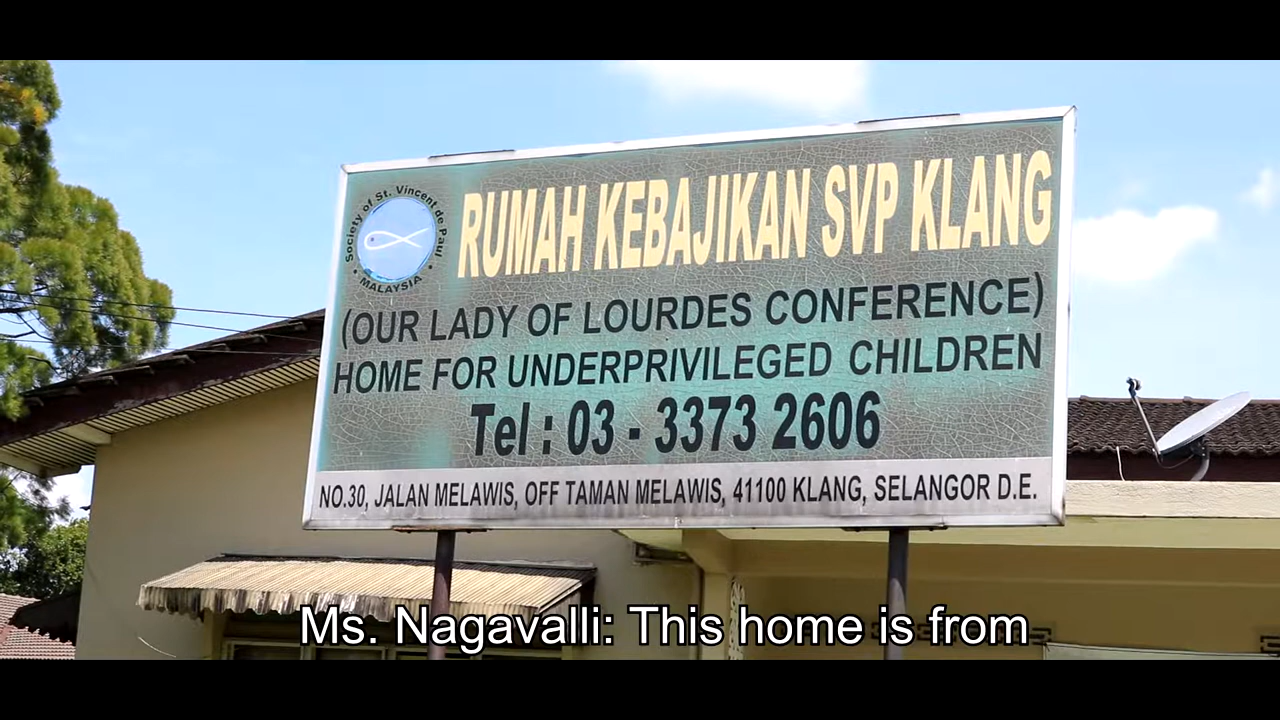 Society of St. Vincent de Paul
• MALAYSIA •
RUMAH KEBAJIKAN SVP KLANG
(OUR LADY OF LOURDES CONFERENCE)
HOME FOR UNDERPRIVILEGED CHILDREN
Tel : 03 - 3373 2606
NO.30, JALAN MELAWIS, OFF TAMAN MELAWIS, 41100 KLANG, SELANGOR D.E.
Ms. Nagavalli: This home is from